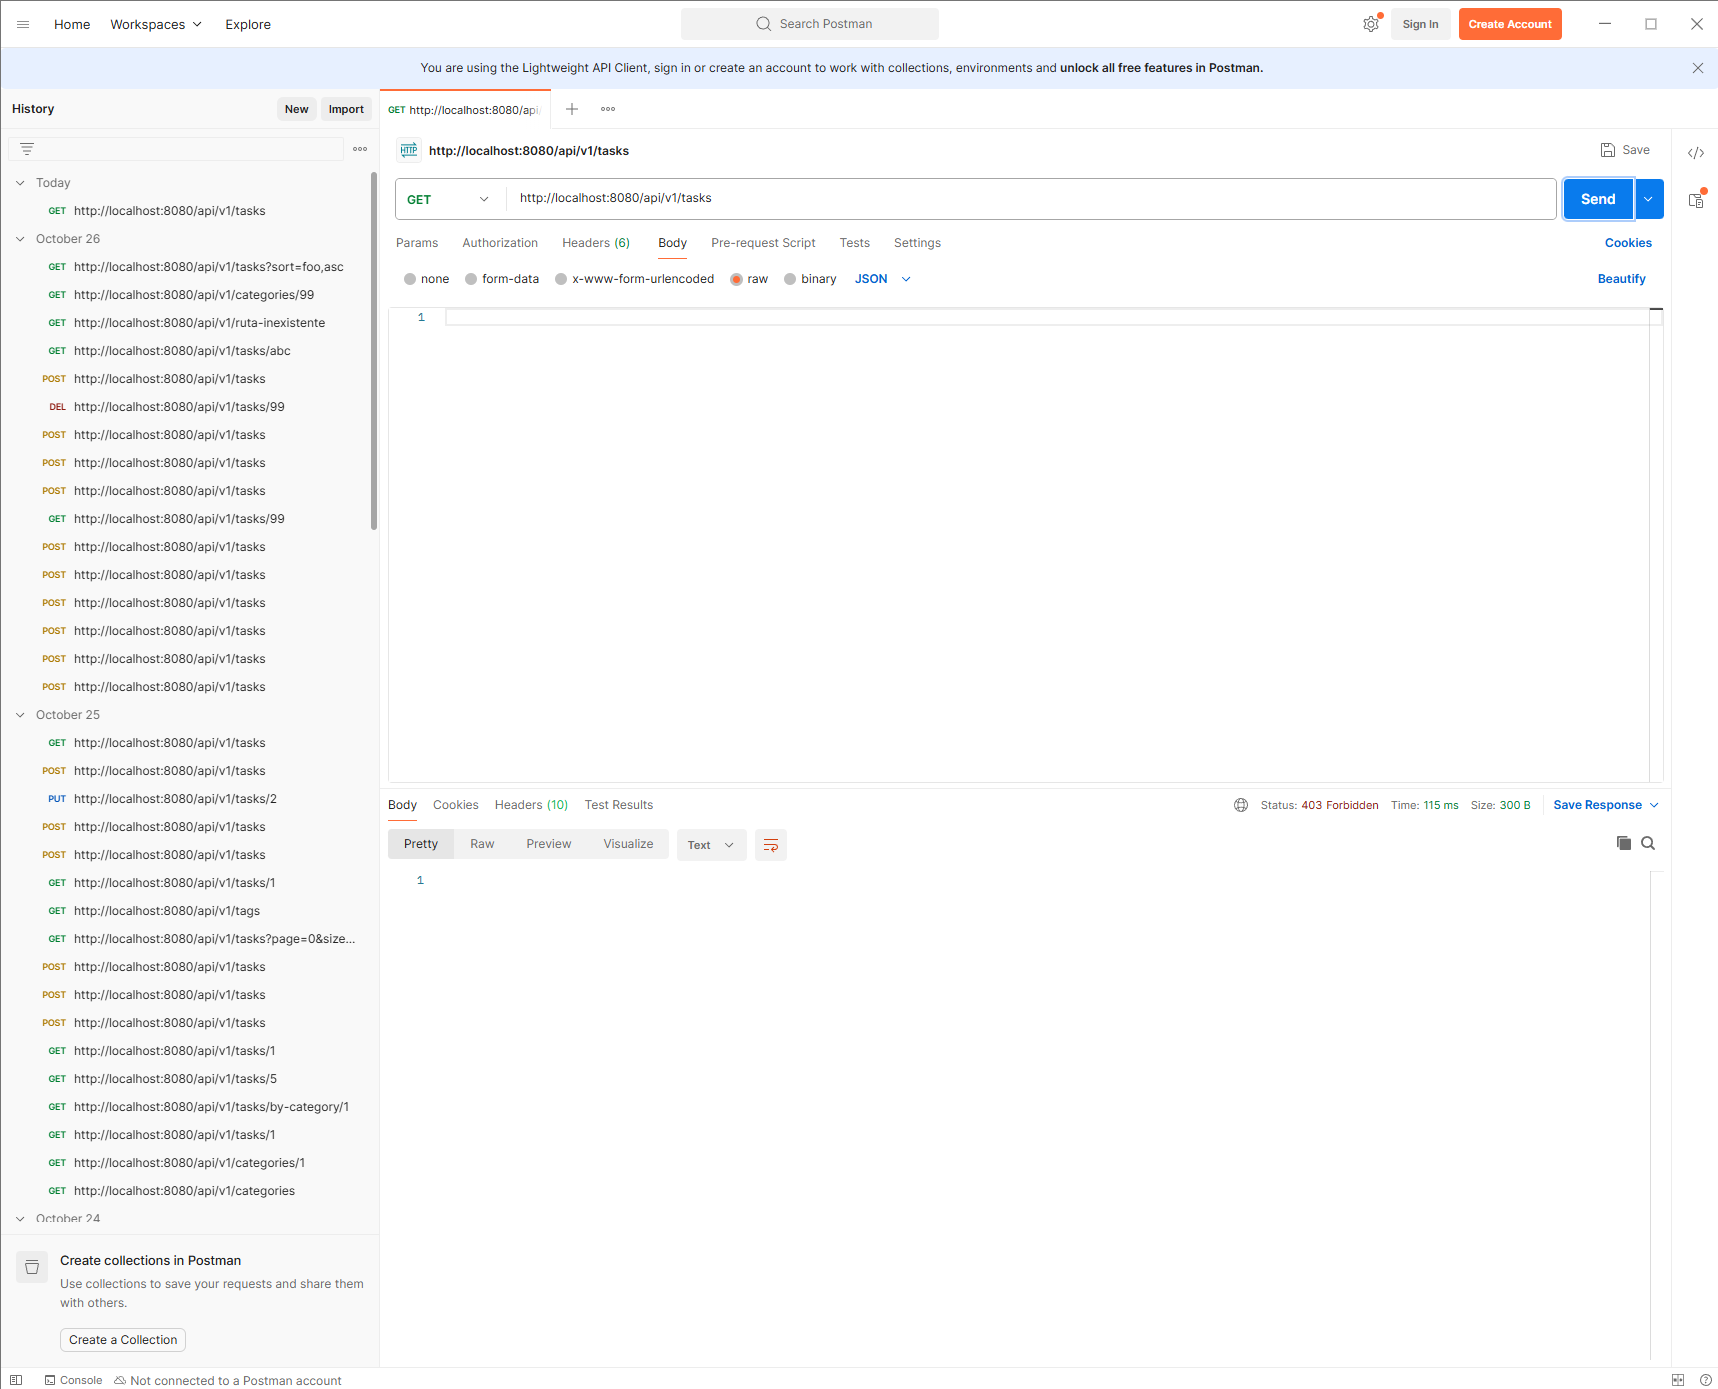 Home Workspaces Explore Search Postman Sign In Create Account
You are using the Lightweight API Client, sign in or create an account to work with collections, environments and unlock all free features in Postman.
History New Import
Today
GET http://localhost:8080/api/v1/tasks
October 26
GET http://localhost:8080/api/v1/tasks?sort=foo,asc
GET http://localhost:8080/api/v1/categories/99
GET http://localhost:8080/api/v1/ruta-inexistente
GET http://localhost:8080/api/v1/tasks/abc
POST http://localhost:8080/api/v1/tasks
DEL http://localhost:8080/api/v1/tasks/99
POST http://localhost:8080/api/v1/tasks
POST http://localhost:8080/api/v1/tasks
POST http://localhost:8080/api/v1/tasks
GET http://localhost:8080/api/v1/tasks/99
POST http://localhost:8080/api/v1/tasks
POST http://localhost:8080/api/v1/tasks
POST http://localhost:8080/api/v1/tasks
POST http://localhost:8080/api/v1/tasks
POST http://localhost:8080/api/v1/tasks
POST http://localhost:8080/api/v1/tasks
October 25
GET http://localhost:8080/api/v1/tasks
POST http://localhost:8080/api/v1/tasks
PUT http://localhost:8080/api/v1/tasks/2
POST http://localhost:8080/api/v1/tasks
POST http://localhost:8080/api/v1/tasks
GET http://localhost:8080/api/v1/tasks/1
GET http://localhost:8080/api/v1/tags
GET http://localhost:8080/api/v1/tasks?page=0&size...
POST http://localhost:8080/api/v1/tasks
POST http://localhost:8080/api/v1/tasks
POST http://localhost:8080/api/v1/tasks
GET http://localhost:8080/api/v1/tasks/1
GET http://localhost:8080/api/v1/tasks/5
GET http://localhost:8080/api/v1/tasks/by-category/1
GET http://localhost:8080/api/v1/tasks/1
GET http://localhost:8080/api/v1/categories/1
GET http://localhost:8080/api/v1/categories
October 24
Create collections in Postman
Use collections to save your requests and share them
with others.
Create a Collection
GET http://localhost:8080/api/
HTTP http://localhost:8080/api/v1/tasks Save
GET http://localhost:8080/api/v1/tasks Send
Params Authorization Headers (6) Body Pre-request Script Tests Settings Cookies
none form-data x-www-form-urlencoded raw binary JSON Beautify
1
Body Cookies Headers (10) Test Results Status: 403 Forbidden Time: 115 ms Size: 300 B Save Response
Pretty Raw Preview Visualize Text
1
Console Not connected to a Postman account